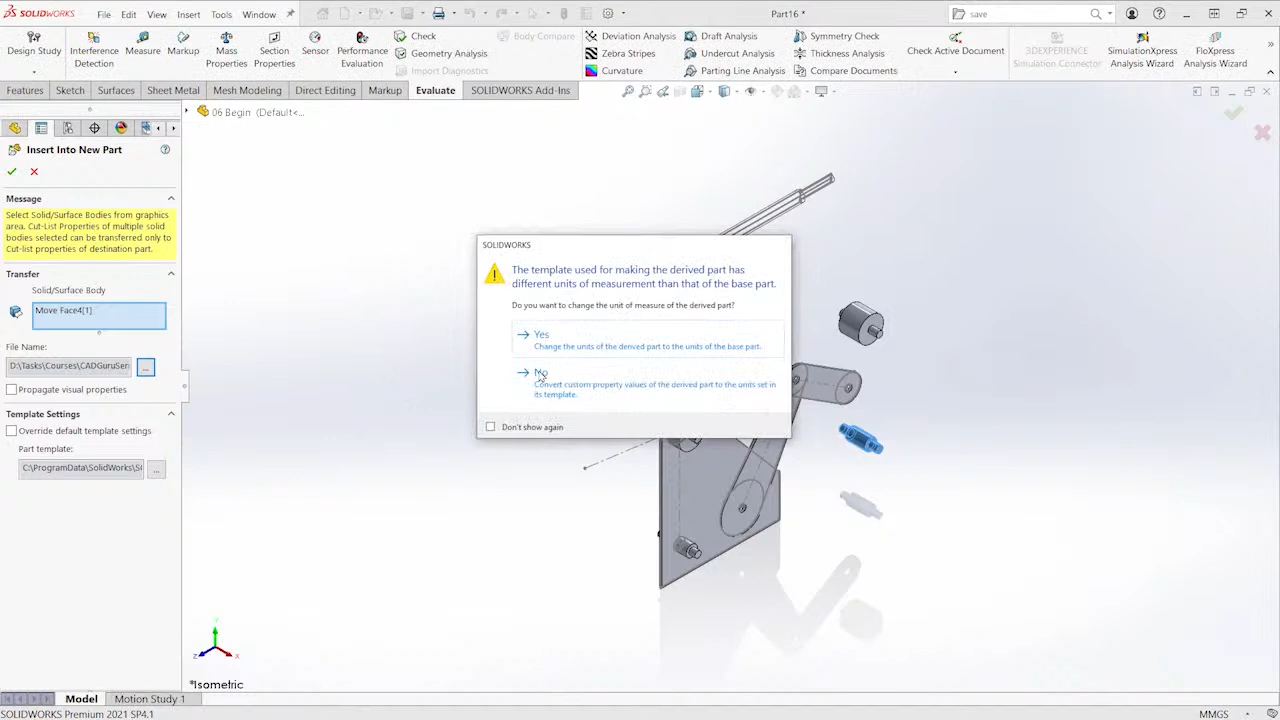 SOLIDWORKS File Edit View Insert Tools Window Part16 * save
Design Study
Interference Detection
Measure
Markup
Mass Properties
Section Properties
Sensor
Performance Evaluation
Check
Geometry Analysis
Import Diagnostics
Body Compare
Deviation Analysis
Zebra Stripes
Curvature
Draft Analysis
Undercut Analysis
Parting Line Analysis
Symmetry Check
Thickness Analysis
Compare Documents
Check Active Document
3DEXPERIENCE Simulation Connector
SimulationXpress Analysis Wizard
FloXpress Analysis Wizard
Features Sketch Surfaces Sheet Metal Mesh Modeling Direct Editing Markup Evaluate SOLIDWORKS Add-Ins
06 Begin (Default<...
Insert Into New Part
Message
Select Solid/Surface Bodies from graphics
area. Cut-List Properties of multiple solid
bodies selected can be transferred only to
Cut-list properties of destination part.
Transfer
Solid/Surface Body
Move Face4[1]
File Name:
D:\Tasks\Courses\CADGuruSer
...
Propagate visual properties
Template Settings
Override default template settings
Part template:
C:\ProgramData\SolidWorks\S
...
SOLIDWORKS
The template used for making the derived part has
different units of measurement than that of the base part.
Do you want to change the unit of measure of the derived part?
Yes
Change the units of the derived part to the units of the base part.
No
Convert custom property values of the derived part to the units set in
its template.
Don't show again
Y
Z
X
*Isometric
Model Motion Study 1
SOLIDWORKS Premium 2021 SP4.1 MMGS